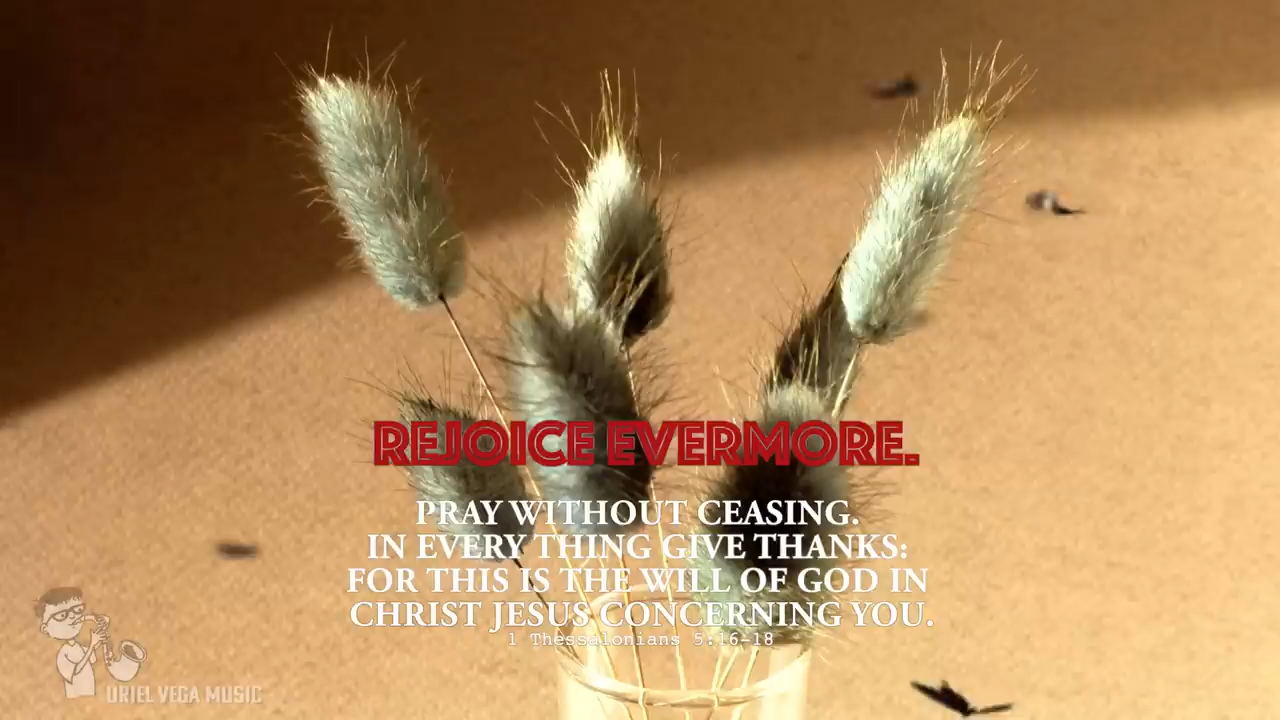 REJOICE EVERMORE.
PRAY WITHOUT CEASING.
IN EVERY THING GIVE THANKS:
FOR THIS IS THE WILL OF GOD IN
CHRIST JESUS CONCERNING YOU.
1 Thessalonians 5:16-18
URIEL VEGA MUSIC